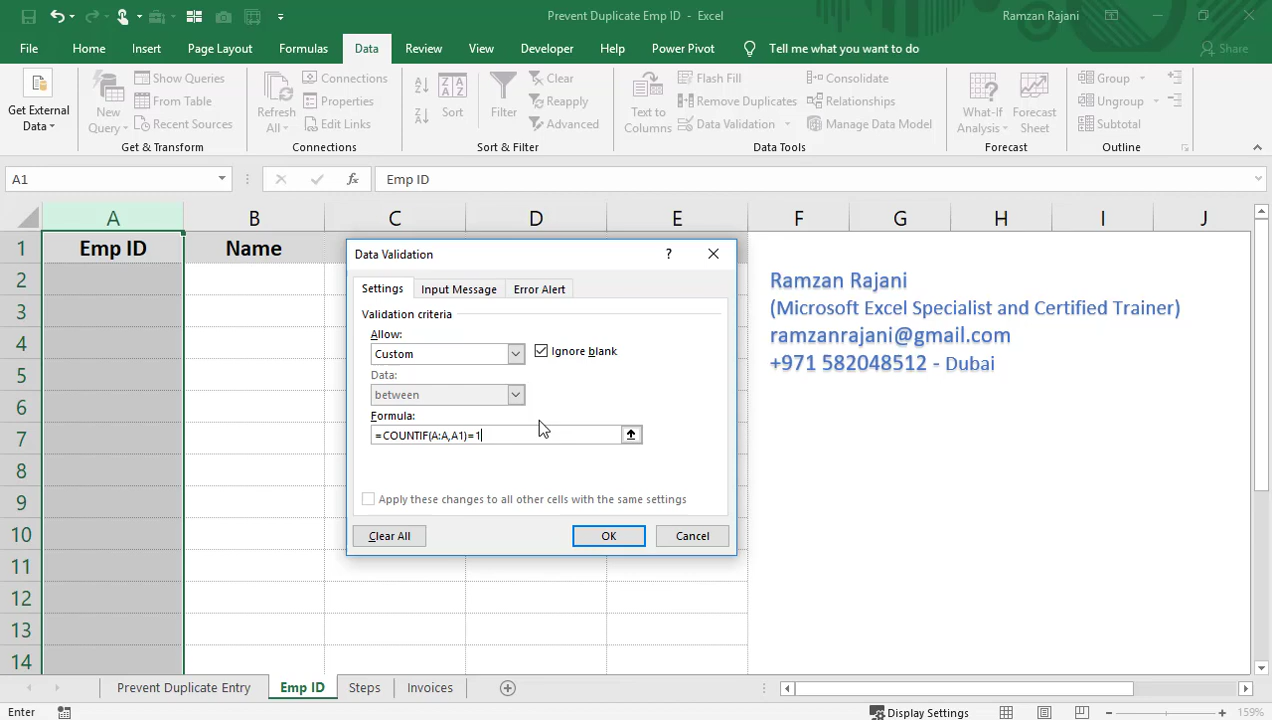 Prevent Duplicate Emp ID - Excel
Ramzan Rajani
File Home Insert Page Layout Formulas Data Review View Developer Help Power Pivot Tell me what you want to do Share
Get External Data
New Query
Show Queries
From Table
Recent Sources
Get & Transform
Refresh All
Connections
Properties
Edit Links
Connections
Sort
Filter
Clear
Reapply
Advanced
Sort & Filter
Text to Columns
Flash Fill
Remove Duplicates
Data Validation
Consolidate
Relationships
Manage Data Model
Data Tools
What-If Analysis
Forecast Sheet
Forecast
Group
Ungroup
Subtotal
Outline
A1 fx Emp ID
A B C D E F G H I J
1 Emp ID Name
2
3
4
5
6
7
8
9
10
11
12
13
14
Data Validation ?
Settings Input Message Error Alert
Validation criteria
Allow:
Custom Ignore blank
Data:
between
Formula:
=COUNTIF(A:A,A1)=1
Apply these changes to all other cells with the same settings
Clear All OK Cancel
Ramzan Rajani
(Microsoft Excel Specialist and Certified Trainer)
ramzanrajani@gmail.com
+971 582048512 - Dubai
Prevent Duplicate Entry Emp ID Steps Invoices
Enter Display Settings 159%